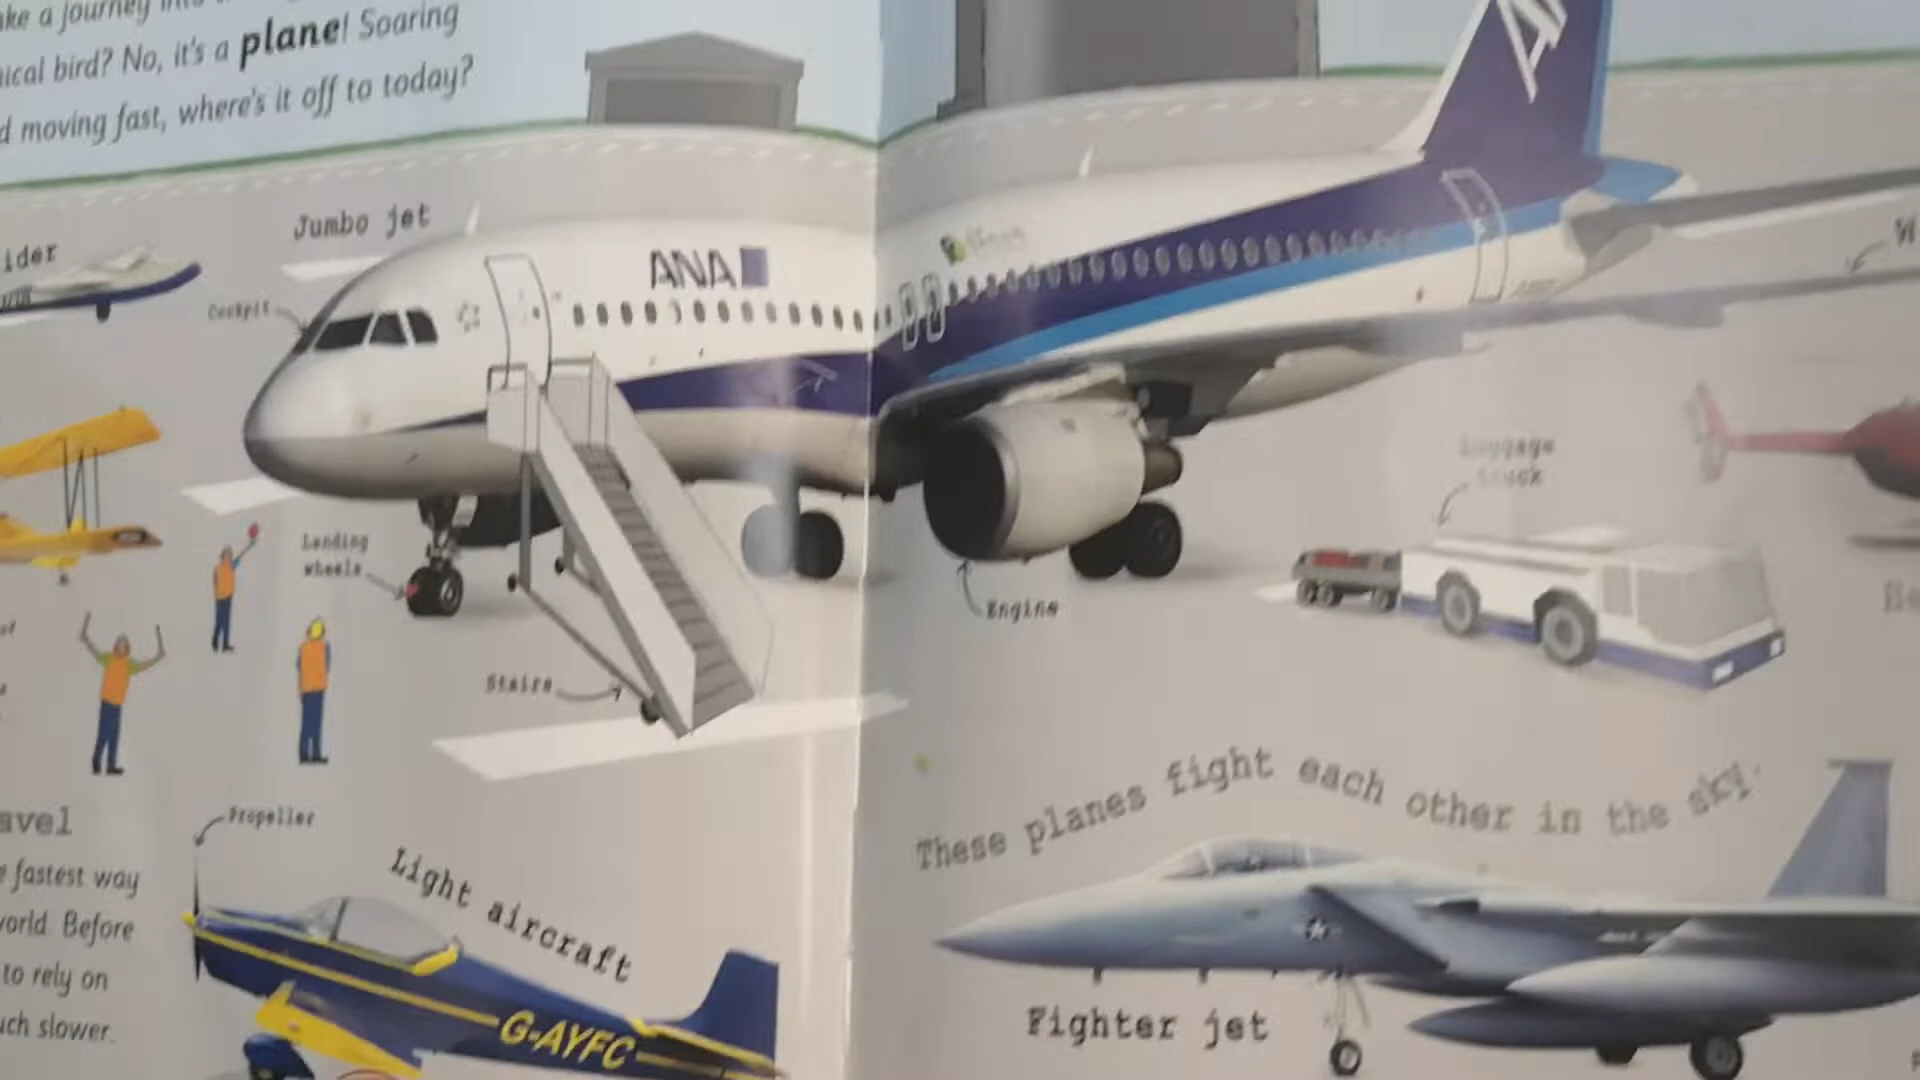 a journey
ical bird? No, it's a plane! Soaring
d moving fast, where's it off to today?
Jumbo jet
ider
Cockpit
ANA
Luggage
truck
Landing
wheels
Engine
Stairs
Propeller
Light aircraft
G-AYFC
avel
fastest way
world. Before
to rely on
uch slower.
These planes fight each other in the sky.
Fighter jet